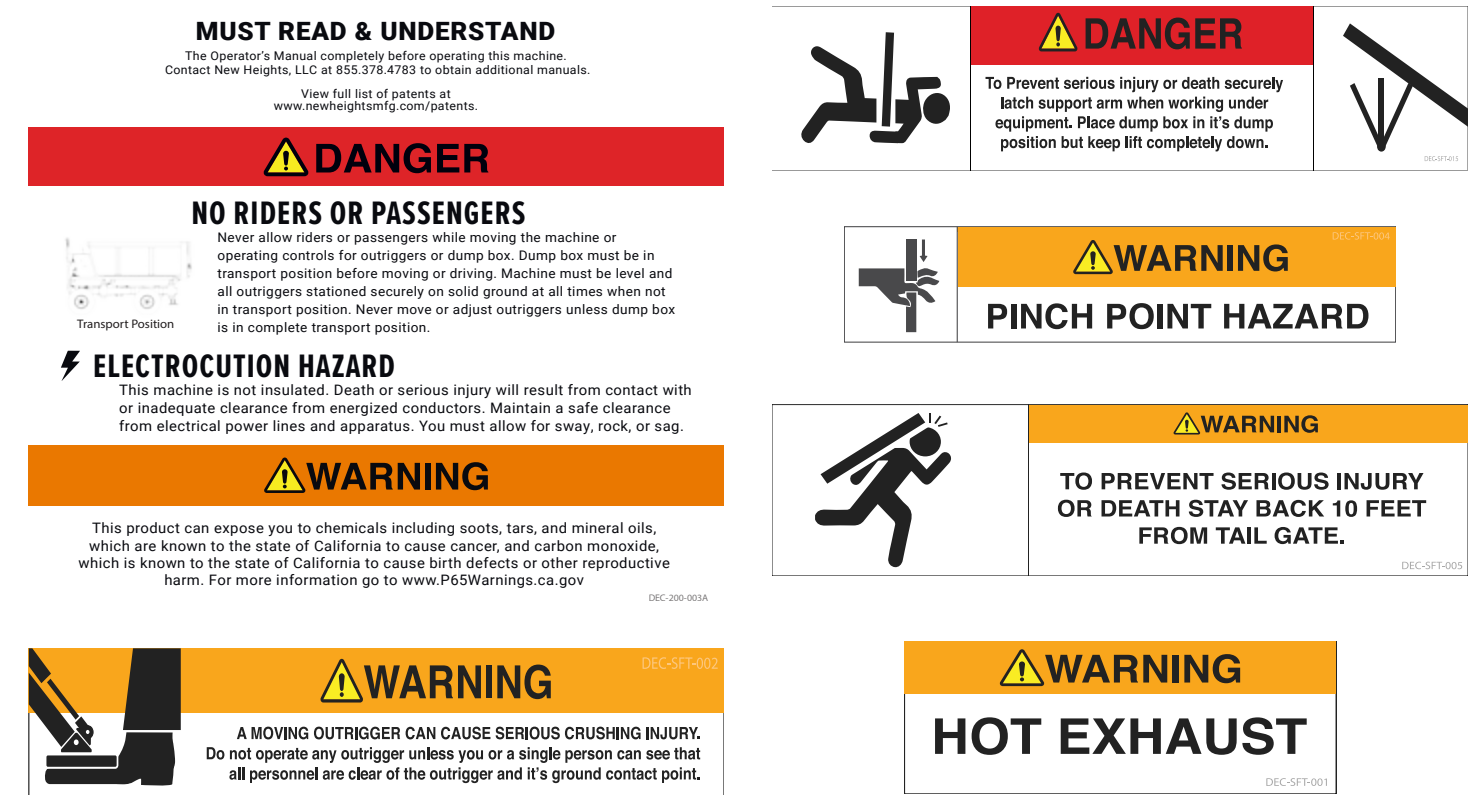 MUST READ & UNDERSTAND
The Operator's Manual completely before operating this machine.
Contact New Heights, LLC at 855.378.4783 to obtain additional manuals.
View full list of patents at
www.newheightsmfg.com/patents.
DANGER
NO RIDERS OR PASSENGERS
Never allow riders or passengers while moving the machine or
operating controls for outriggers or dump box. Dump box must be in
transport position before moving or driving. Machine must be level and
all outriggers stationed securely on solid ground at all times when not
in transport position. Never move or adjust outriggers unless dump box
is in complete transport position.
Transport Position
ELECTROCUTION HAZARD
This machine is not insulated. Death or serious injury will result from contact with
or inadequate clearance from energized conductors. Maintain a safe clearance
from electrical power lines and apparatus. You must allow for sway, rock, or sag.
WARNING
This product can expose you to chemicals including soots, tars, and mineral oils,
which are known to the state of California to cause cancer, and carbon monoxide,
which is known to the state of California to cause birth defects or other reproductive
harm. For more information go to www.P65Warnings.ca.gov
DEC-200-003A
DEC-SFT-002
WARNING
A MOVING OUTRIGGER CAN CAUSE SERIOUS CRUSHING INJURY.
Do not operate any outrigger unless you or a single person can see that
all personnel are clear of the outrigger and it's ground contact point.
DANGER
To Prevent serious injury or death securely
latch support arm when working under
equipment. Place dump box in it's dump
position but keep lift completely down.
DEC-SFT-015
DEC-SFT-004
WARNING
PINCH POINT HAZARD
WARNING
TO PREVENT SERIOUS INJURY
OR DEATH STAY BACK 10 FEET
FROM TAIL GATE.
DEC-SFT-005
WARNING
HOT EXHAUST
DEC-SFT-001